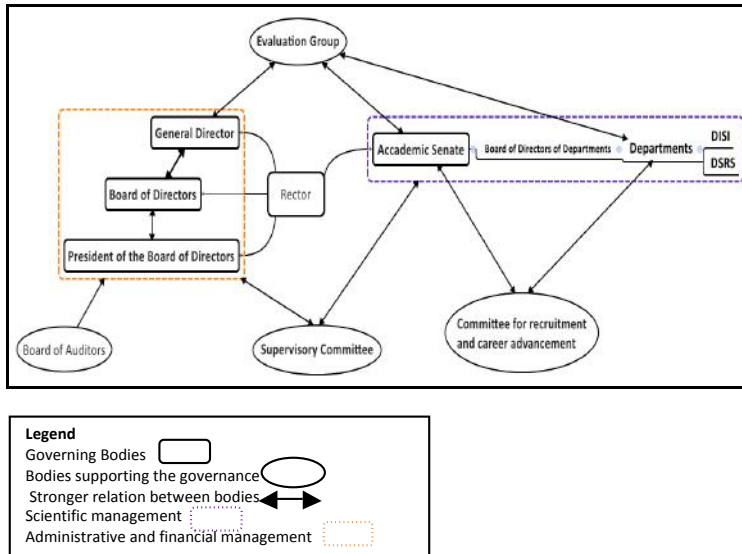 Evaluation Group
General Director
Board of Directors
President of the Board of Directors
Rector
Accademic Senate
Board of Directors of Departments
Departments
DISI
DSRS
Board of Auditors
Supervisory Committee
Committee for recruitment
and career advancement
Legend
Governing Bodies
Bodies supporting the governance
Stronger relation between bodies
Scientific management
Administrative and financial management